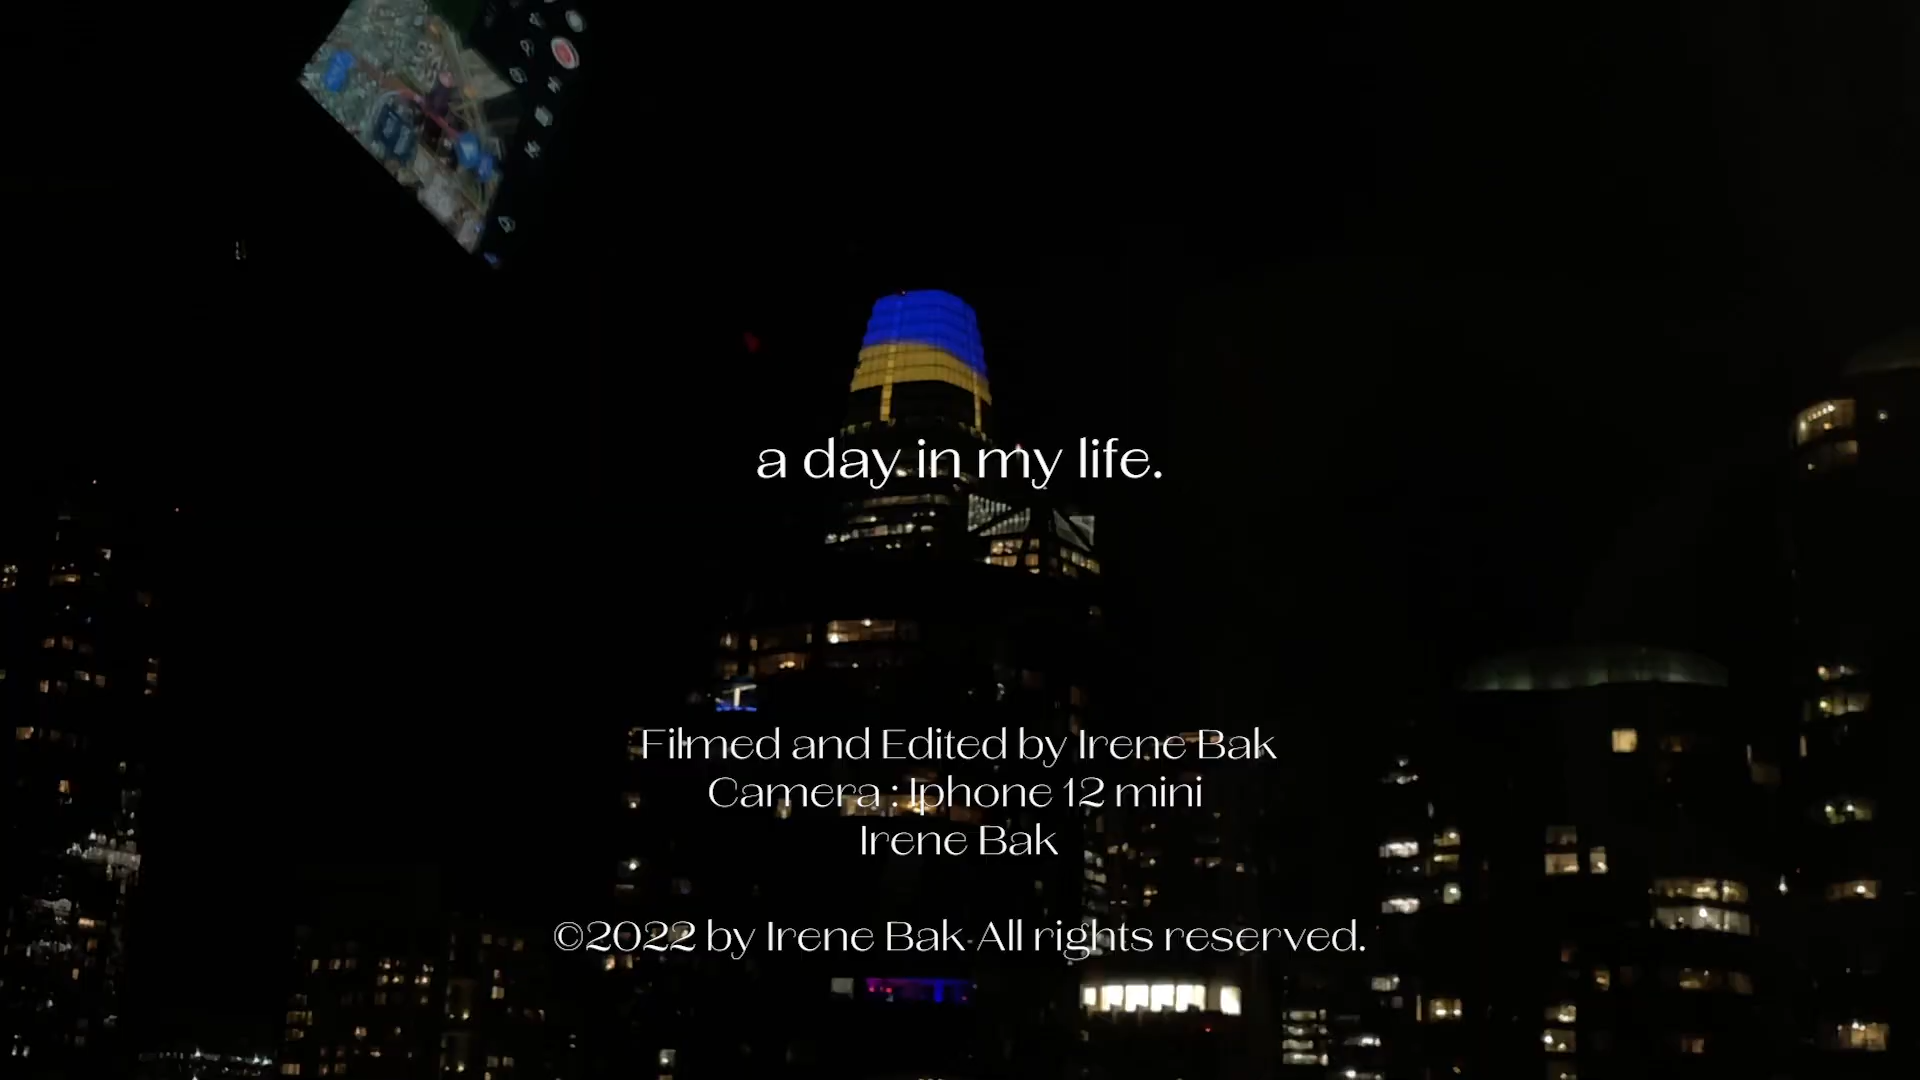 a day in my life.
Filmed and Edited by Irene Bak
Camera : Iphone 12 mini
Irene Bak
©2022 by Irene Bak All rights reserved.